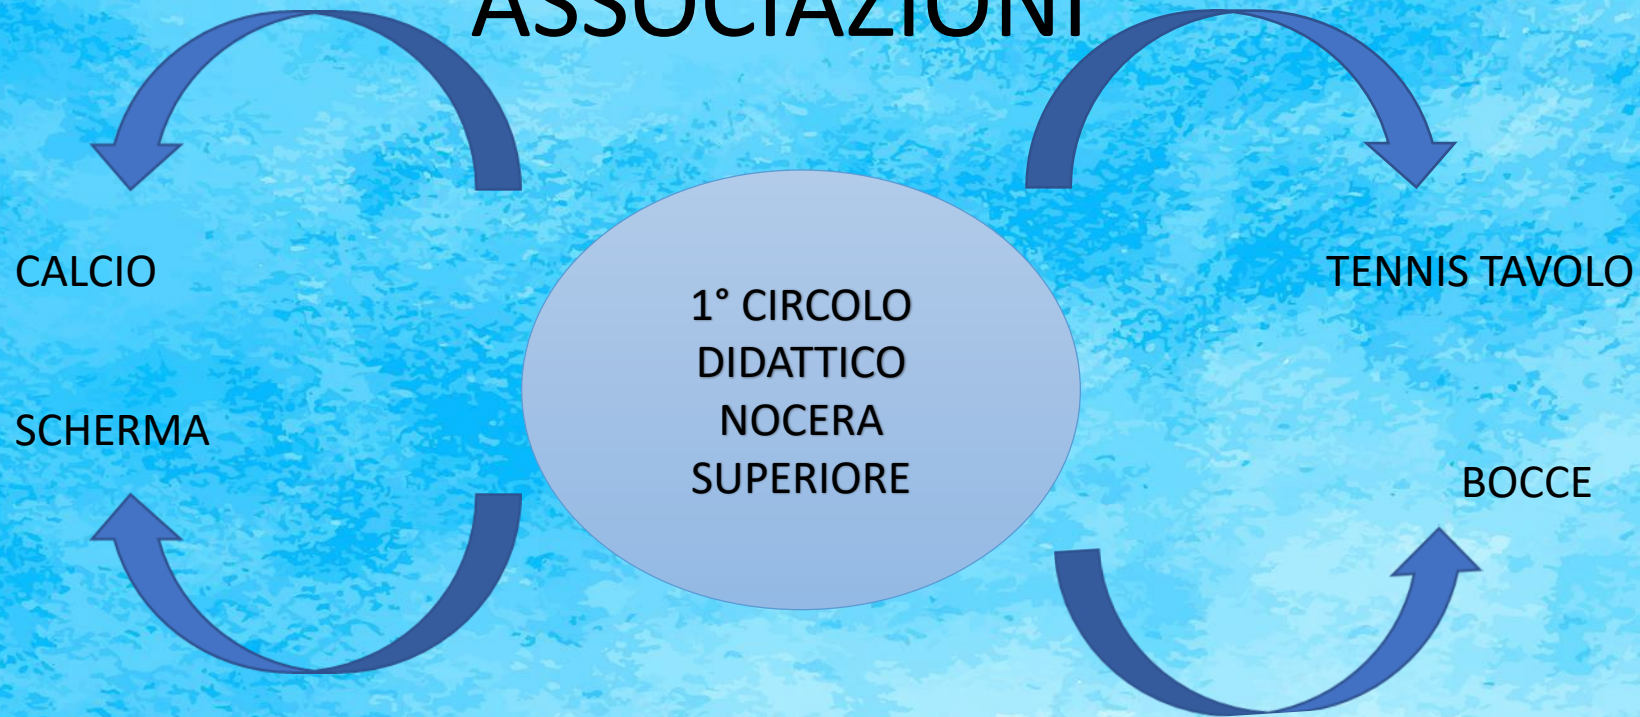 ASSOCIAZIONI
CALCIO
TENNIS TAVOLO
1° CIRCOLO
DIDATTICO
NOCERA
SUPERIORE
SCHERMA
BOCCE